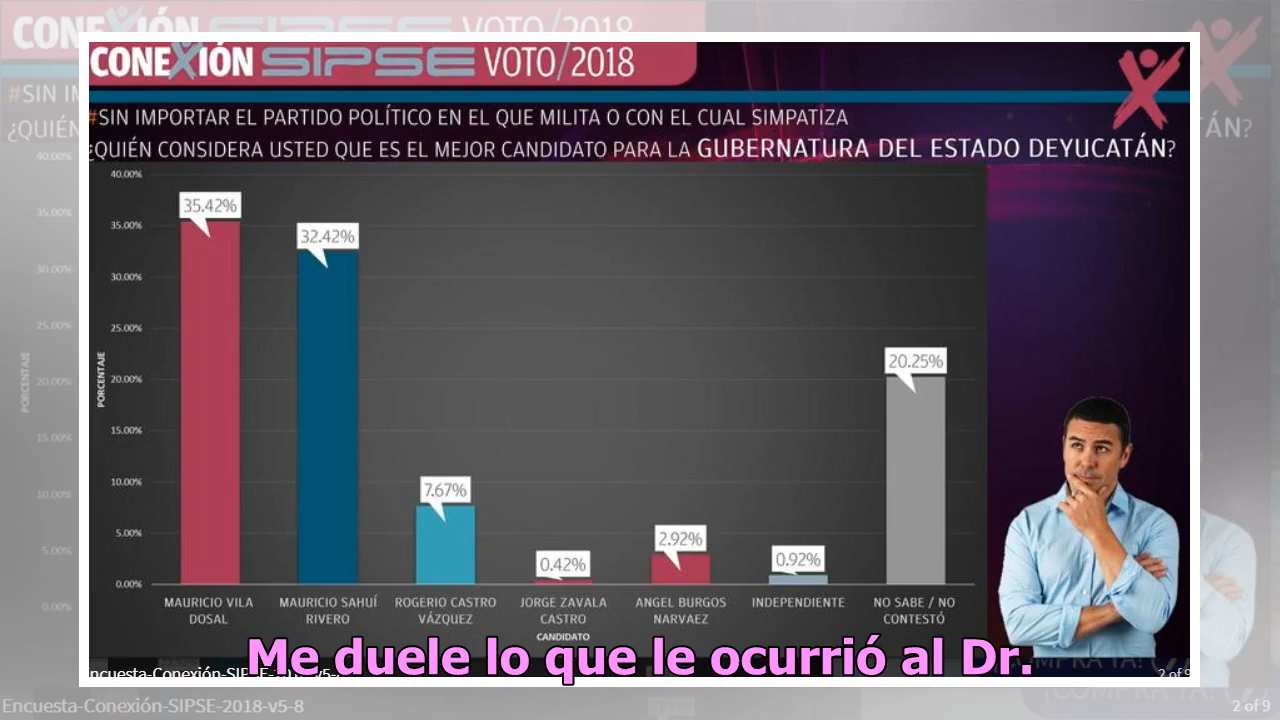 CONEXIÓN SIPSE VOTO/2018
#SIN IMPORTAR EL PARTIDO POLÍTICO EN EL QUE MILITA O CON EL CUAL SIMPATIZA
¿QUIÉN CONSIDERA USTED QUE ES EL MEJOR CANDIDATO PARA LA GUBERNATURA DEL ESTADO DEYUCATÁN?
40.00%
35.00%
30.00%
25.00%
20.00%
15.00%
10.00%
5.00%
0.00%
PORCENTAJE
35.42%
32.42%
7.67%
0.42%
2.92%
0.92%
20.25%
MAURICIO VILA DOSAL
MAURICIO SAHUÍ RIVERO
ROGERIO CASTRO VÁZQUEZ
JORGE ZAVALA CASTRO
ANGEL BURGOS NARVAEZ
INDEPENDIENTE
NO SABE / NO CONTESTÓ
CANDIDATO
Me duele lo que le ocurrió al Dr.
Encuesta-Conexión-SIPSE-2018-v5-8
2 of 9